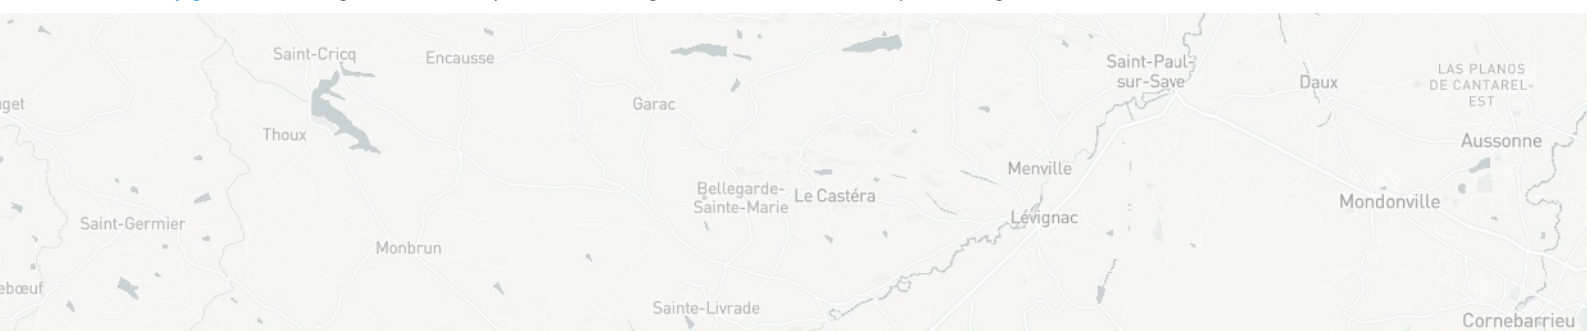 Saint-Cricq
Encausse
Saint-Paul-
sur-Save
Daux
LAS PLANOS
DE CANTAREL-
EST
Garac
Thoux
Aussonne
Menville
Bellegarde-
Sainte-Marie
Le Castéra
Mondonville
Lévignac
Saint-Germier
Monbrun
Sainte-Livrade
Cornebarrieu